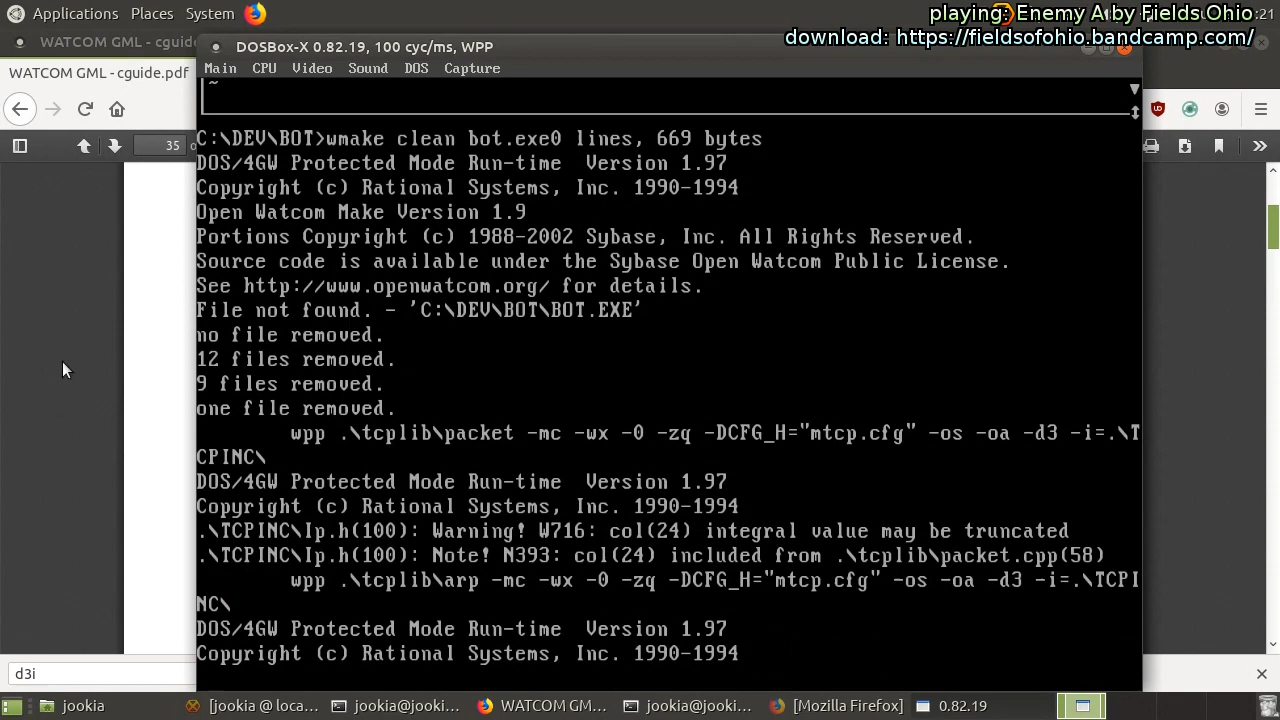 Applications Places System
:21
playing: Enemy A by Fields Ohio
download: https://fieldsofohio.bandcamp.com/
WATCOM GML - cguide
DOSBox-X 0.82.19, 100 cyc/ms, WPP
Main CPU Video Sound DOS Capture
WATCOM GML - cguide.pdf
35
~
C:\DEV\BOT>wmake clean bot.exe0 lines, 669 bytes
DOS/4GW Protected Mode Run-time  Version 1.97
Copyright (c) Rational Systems, Inc. 1990-1994
Open Watcom Make Version 1.9
Portions Copyright (c) 1988-2002 Sybase, Inc. All Rights Reserved.
Source code is available under the Sybase Open Watcom Public License.
See http://www.openwatcom.org/ for details.
File not found. - 'C:\DEV\BOT\BOT.EXE'
no file removed.
12 files removed.
9 files removed.
one file removed.
wpp .\tcplib\packet -mc -wx -0 -zq -DCFG_H="mtcp.cfg" -os -oa -d3 -i=.\T
CPINC\
DOS/4GW Protected Mode Run-time  Version 1.97
Copyright (c) Rational Systems, Inc. 1990-1994
.\TCPINC\Ip.h(100): Warning! W716: col(24) integral value may be truncated
.\TCPINC\Ip.h(100): Note! N393: col(24) included from .\tcplib\packet.cpp(58)
wpp .\tcplib\arp -mc -wx -0 -zq -DCFG_H="mtcp.cfg" -os -oa -d3 -i=.\TCPI
NC\
DOS/4GW Protected Mode Run-time  Version 1.97
Copyright (c) Rational Systems, Inc. 1990-1994
d3i
jookia [jookia @ loca... jookia@jooki... WATCOM GM... jookia@jooki... [Mozilla Firefox] 0.82.19